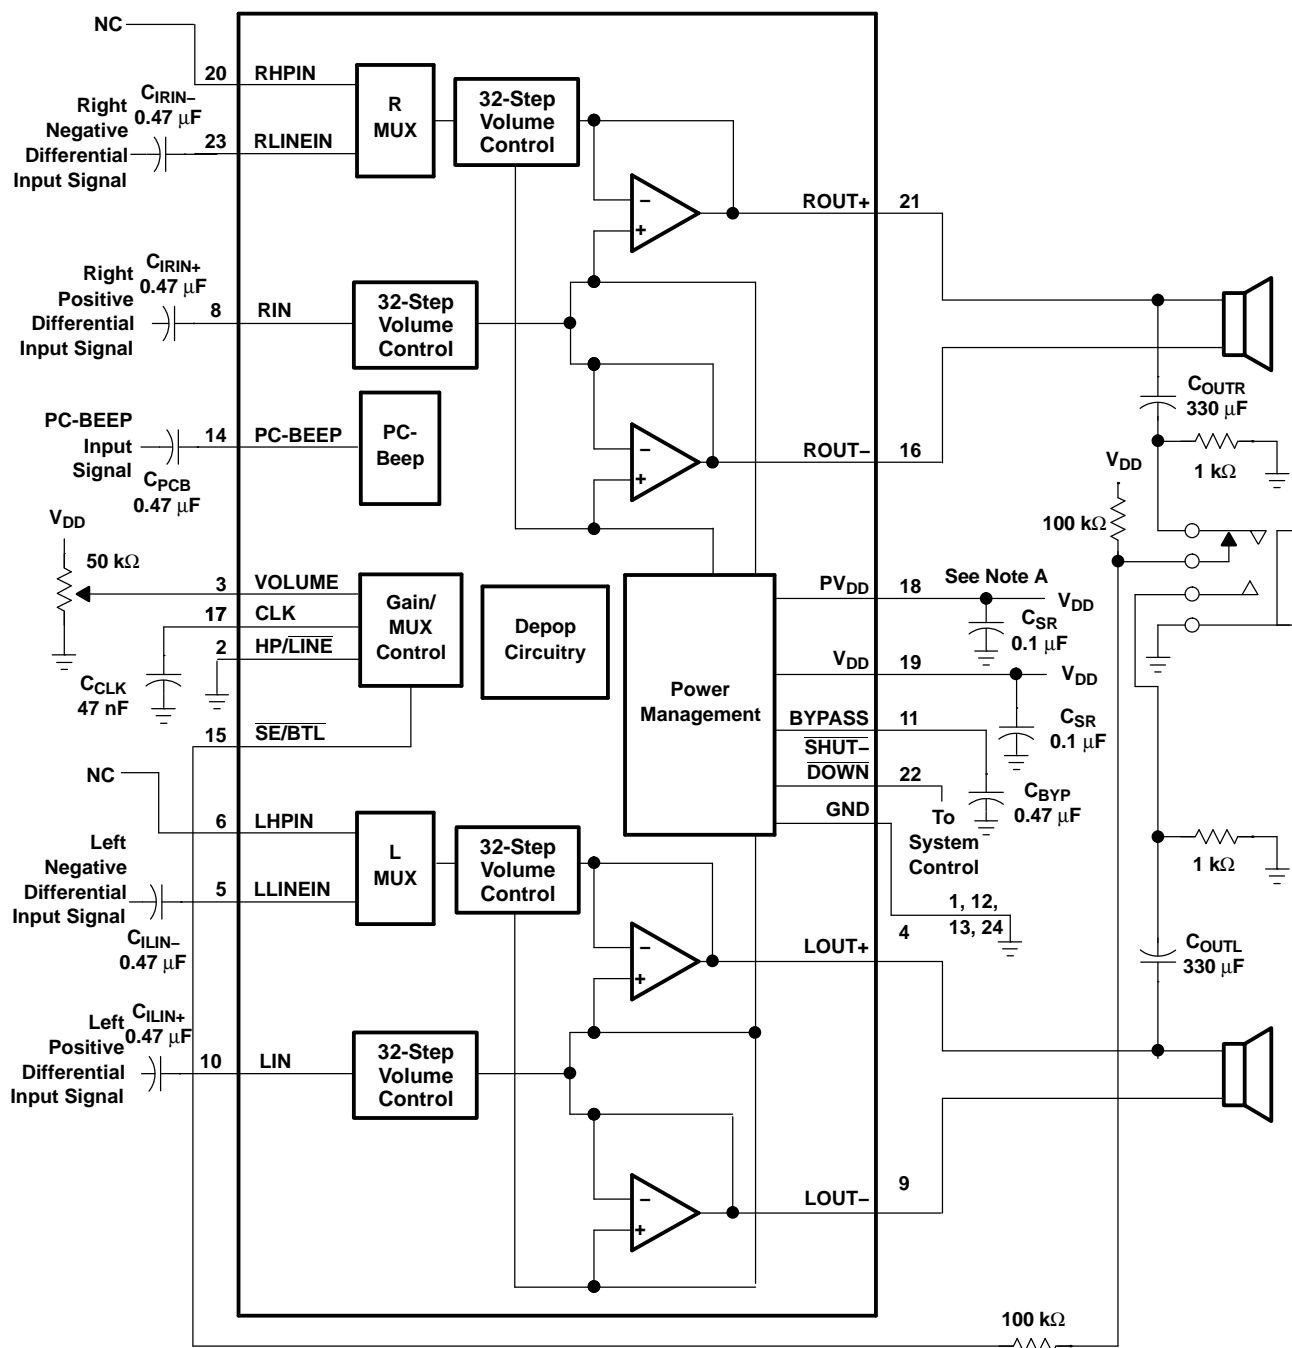 NC
20
RHPIN
Right
Negative
Differential
Input Signal
CIRIN−
0.47 µF
23
RLINEIN
R
MUX
32-Step
Volume
Control
−
+
ROUT+
21
Right
Positive
Differential
Input Signal
CIRIN+
0.47 µF
8
RIN
32-Step
Volume
Control
COUTR
330 µF
PC-BEEP
Input
Signal
14
PC-BEEP
CPCB
0.47 µF
PC-
Beep
−
+
ROUT−
16
1 kΩ
VDD
100 kΩ
VDD
50 kΩ
3
VOLUME
17
CLK
2
HP/LINE
CCLK
47 nF
15
SE/BTL
Gain/
MUX
Control
Depop
Circuitry
Power
Management
PVDD
18
See Note A
VDD
CSR
0.1 µF
VDD
19
VDD
CSR
0.1 µF
BYPASS
11
SHUT−
DOWN
22
CBYP
0.47 µF
GND
To
System
Control
1, 12,
13, 24
NC
6
LHPIN
Left
Negative
Differential
Input Signal
5
LLINEIN
CILIN−
0.47 µF
L
MUX
32-Step
Volume
Control
−
+
LOUT+
4
1 kΩ
COUTL
330 µF
Left
Positive
Differential
Input Signal
CILIN+
0.47 µF
10
LIN
32-Step
Volume
Control
−
+
LOUT−
9
100 kΩ